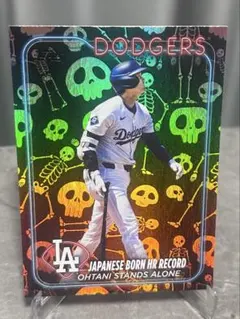 DODGERS
Dodgers
LA
JAPANESE BORN HR RECORD
OHTANI STANDS ALONE